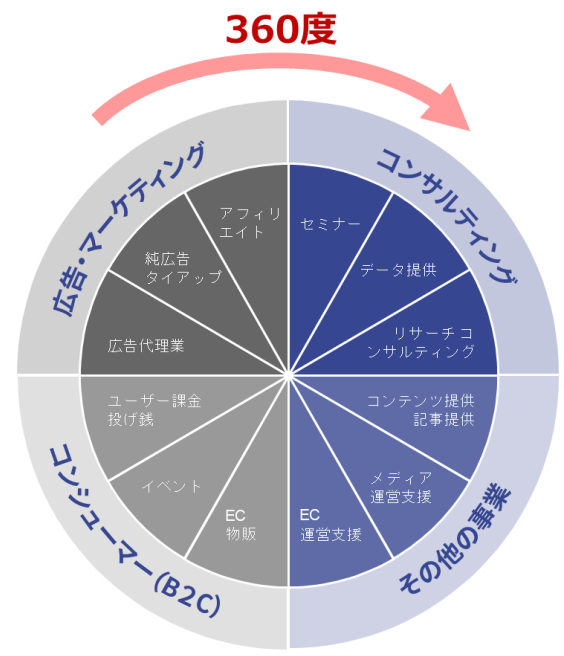 360度
広告・マーケティング
コンサルティング
アフィリ
エイト
純広告
タイアップ
広告代理業
セミナー
データ提供
リサーチコ
ンサルティング
ユーザー課金
投げ銭
イベント
EC
物販
コンテンツ提供
記事提供
メディア
運営支援
EC
運営支援
コンシューマー(B2C)
その他の事業